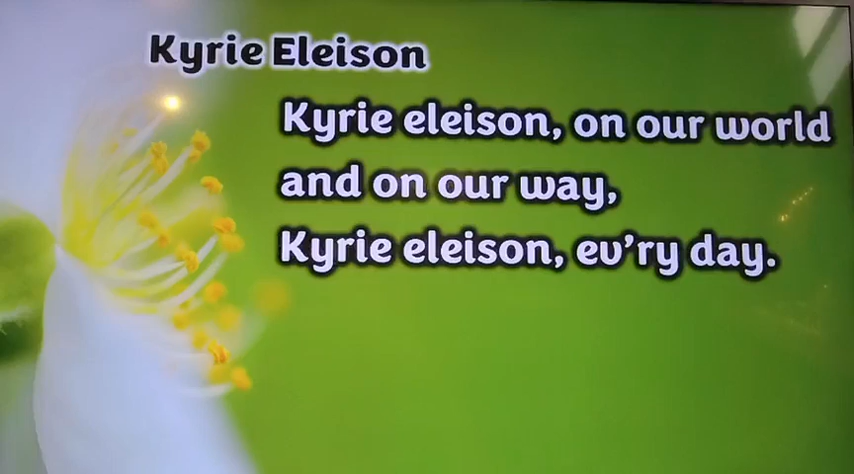 Kyrie Eleison
Kyrie eleison, on our world
and on our way,
Kyrie eleison, ev'ry day.